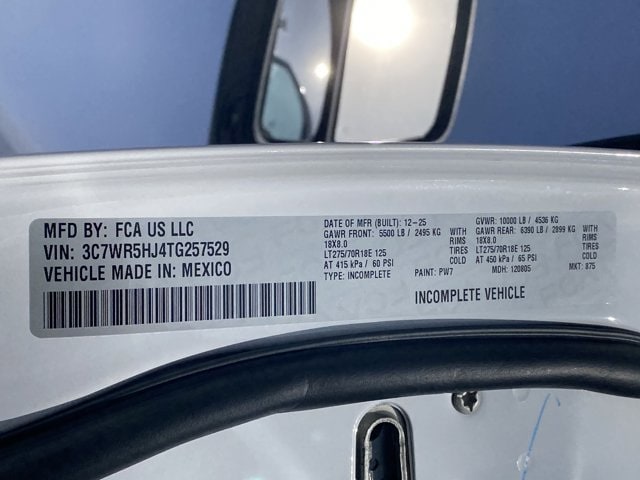 MFD BY: FCA US LLC
VIN: 3C7WR5HJ4TG257529
VEHICLE MADE IN: MEXICO
DATE OF MFR (BUILT): 12-25
GAWR FRONT: 5500 LB / 2495 KG WITH
18X8.0 RIMS
LT275/70R18E 125 TIRES
AT 415 kPa / 60 PSI COLD
TYPE: INCOMPLETE PAINT: PW7
GVWR: 10000 LB / 4536 KG
GAWR REAR: 6390 LB / 2899 KG WITH
18X8.0 RIMS
LT275/70R18E 125 TIRES
AT 450 kPa / 65 PSI COLD
MDH: 120805 MKT: 875
INCOMPLETE VEHICLE